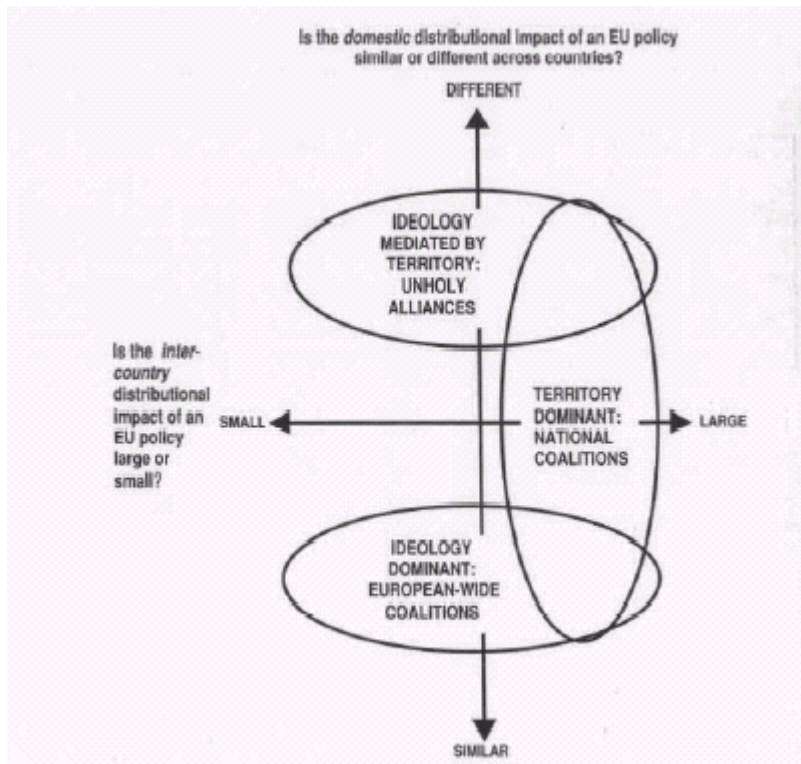 Is the domestic distributional impact of an EU policy
similar or different across countries?
DIFFERENT
IDEOLOGY
MEDIATED BY
TERRITORY:
UNHOLY
ALLIANCES
Is the inter-
country
distributional
impact of an
EU policy
large or
small?
SMALL
TERRITORY
DOMINANT:
NATIONAL
COALITIONS
LARGE
IDEOLOGY
DOMINANT:
EUROPEAN-WIDE
COALITIONS
SIMILAR